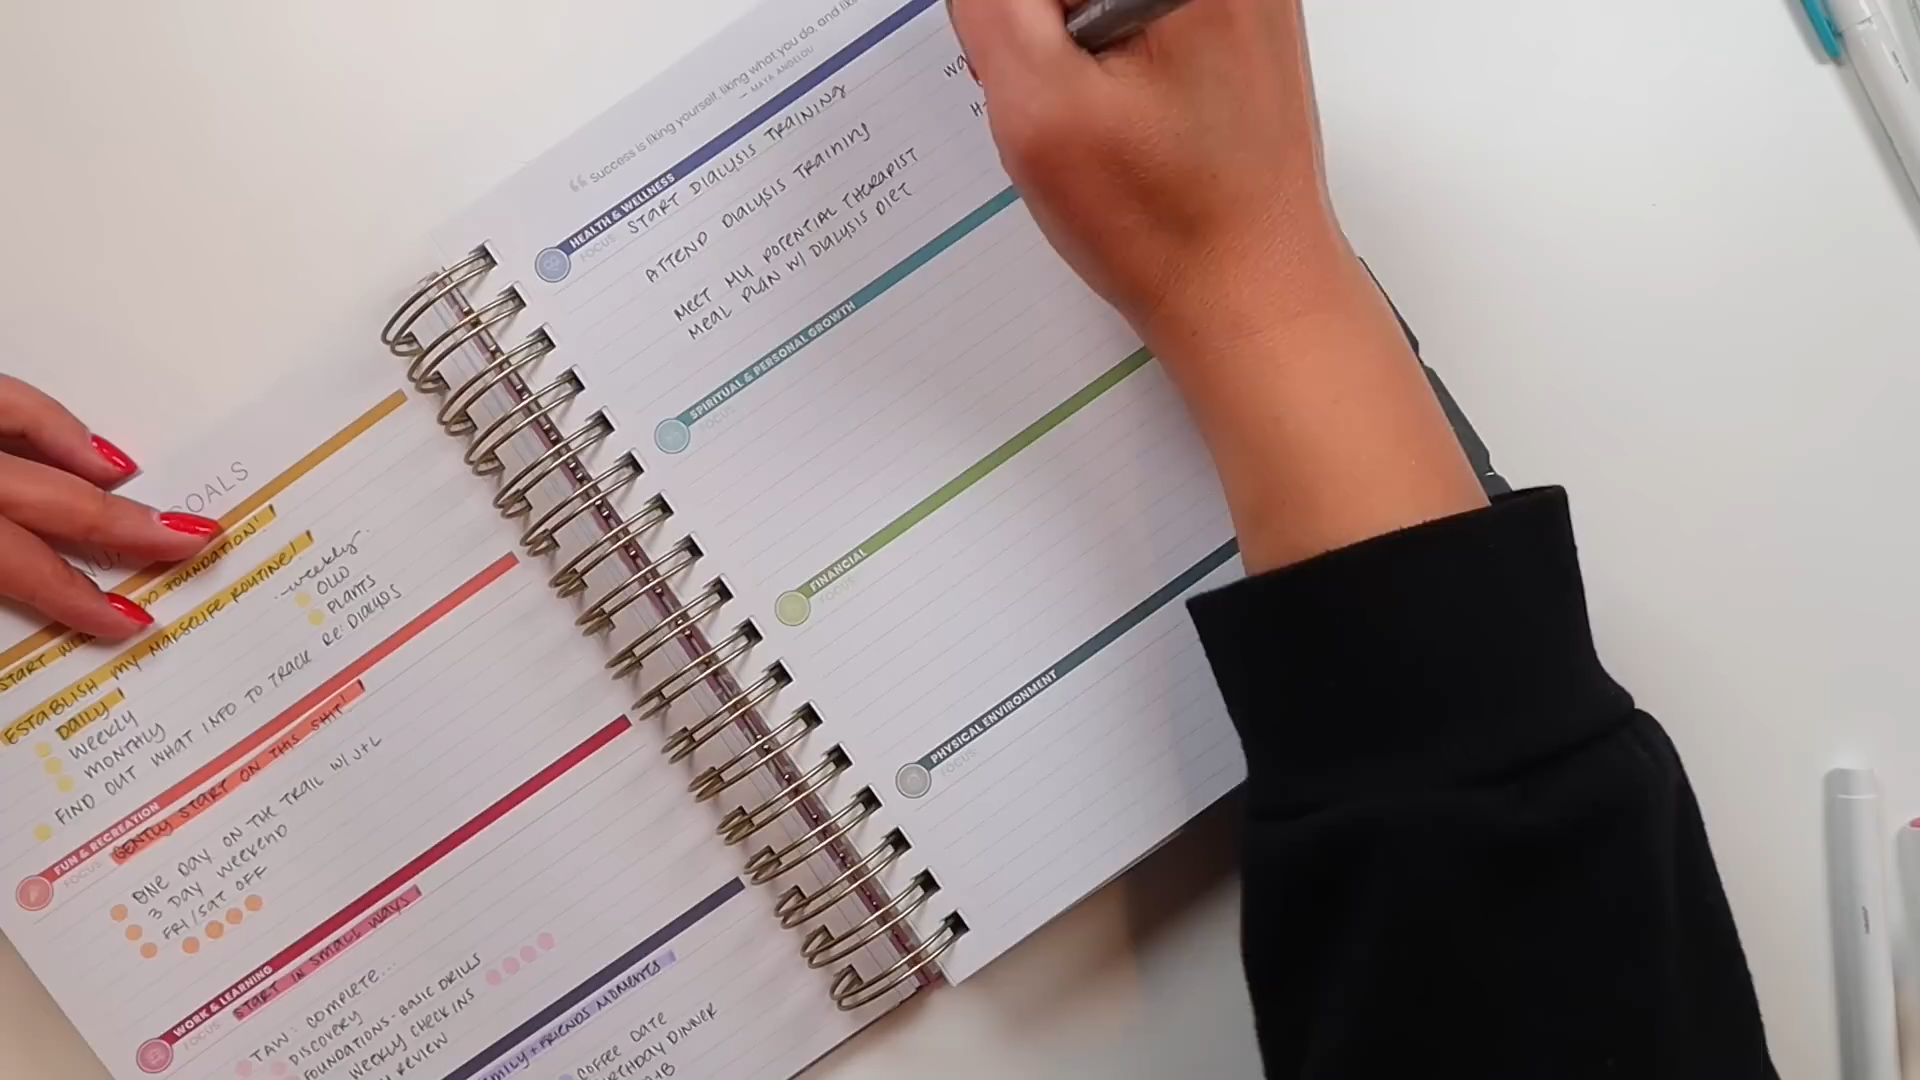 GOALS
START
FOUNDATION!
ESTABLISH MY MAKSELIFE ROUTINE!
DAILY
WEEKLY
MONTHLY
weekly
OLLO
PLANTS
FIND OUT WHAT INFO TO TRACK RE: DIALYSIS
FUN & RECREATION
FOCUS GENTLY START ON THIS SHIT!
ONE DAY ON THE TRAIL W/ J+L
3 DAY WEEKEND
FRI/SAT OFF
WORK & LEARNING
FOCUS START IN SMALL WAYS
TAW: COMPLETE...
DISCOVERY
FOUNDATIONS - BASIC DRILLS
WEEKLY CHECK INS
REVIEW
FRIENDS MOMENTS
COFFEE DATE
DINNER
“ Success is liking yourself, liking what you do, and
— MAYA ANGELOU
HEALTH & WELLNESS
FOCUS START DIALYSIS TRAINING
ATTEND DIALYSIS TRAINING
MEET MY POTENTIAL THERAPIST
MEAL PLAN W/ DIALYSIS DIET
SPIRITUAL & PERSONAL GROWTH
FOCUS
FINANCIAL
FOCUS
PHYSICAL ENVIRONMENT
FOCUS